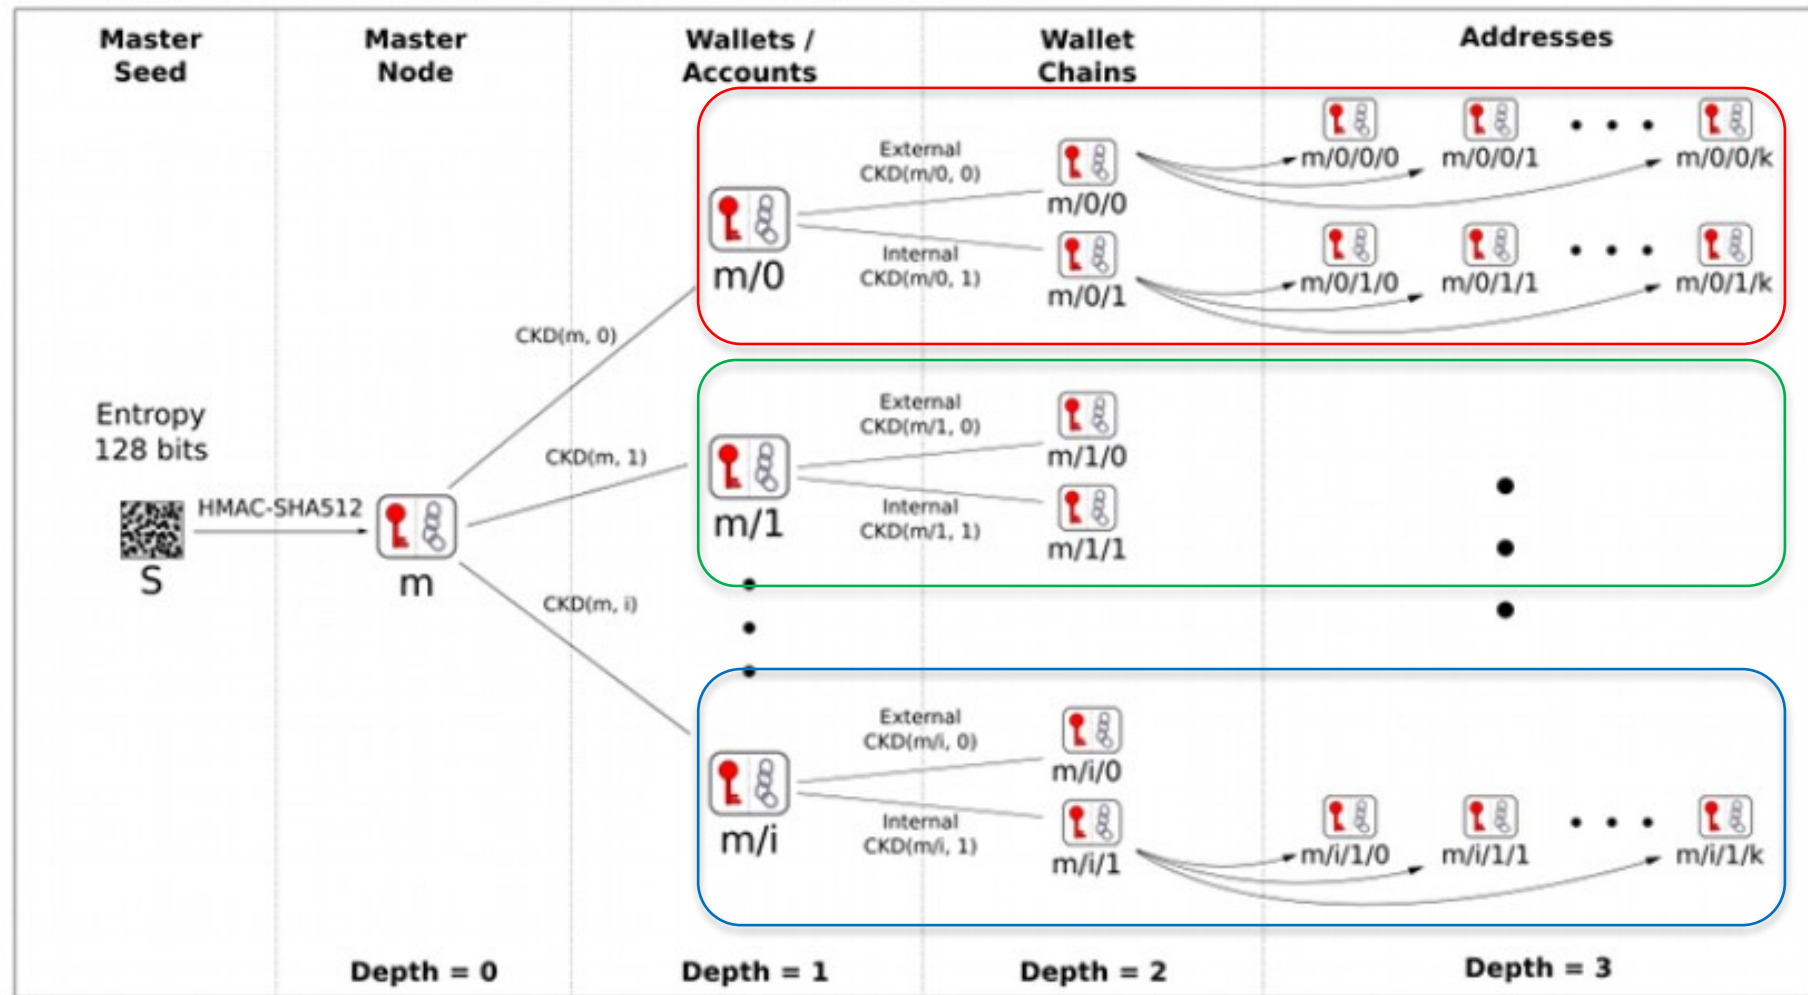 Master
Seed
Master
Node
Wallets /
Accounts
Wallet
Chains
Addresses
Entropy
128 bits
S
HMAC-SHA512
m
CKD(m, 0)
CKD(m, 1)
CKD(m, i)
m/0
External
CKD(m/0, 0)
Internal
CKD(m/0, 1)
m/0/0
m/0/1
m/0/0/0
m/0/0/1
m/0/0/k
m/0/1/0
m/0/1/1
m/0/1/k
m/1
External
CKD(m/1, 0)
Internal
CKD(m/1, 1)
m/1/0
m/1/1
m/i
External
CKD(m/i, 0)
Internal
CKD(m/i, 1)
m/i/0
m/i/1
m/i/1/0
m/i/1/1
m/i/1/k
Depth = 0
Depth = 1
Depth = 2
Depth = 3